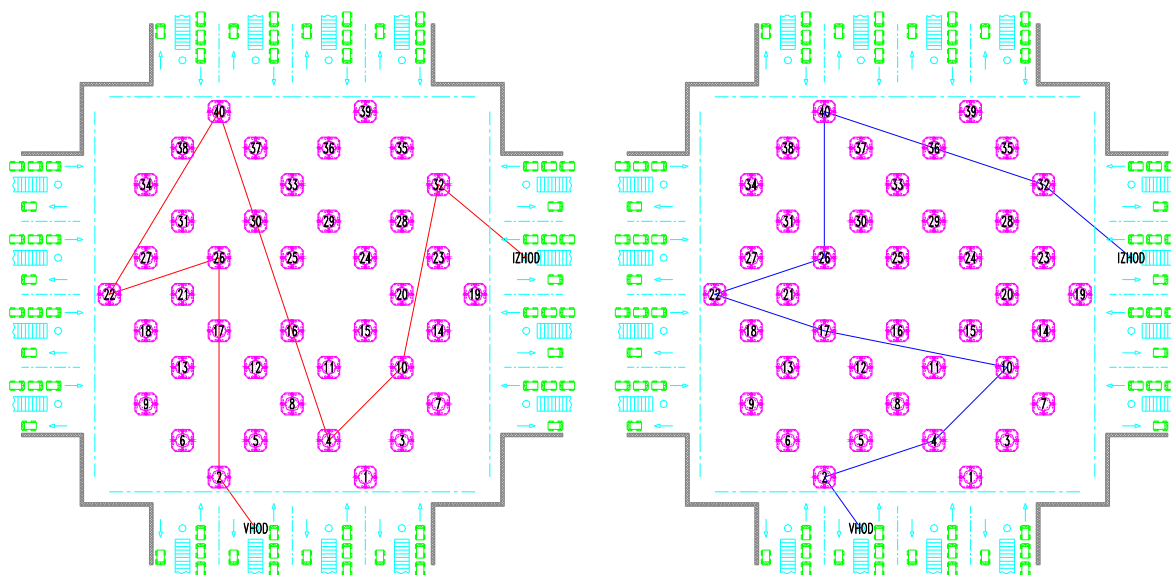 40 39 40 39
38 37 36 35 38 37 36 35
34 33 32 34 33 32
31 30 29 28 31 30 29 28
27 26 25 24 23 IZHOD 27 26 25 24 23 IZHOD
22 21 20 19 22 21 20 19
18 17 16 15 14 18 17 16 15 14
13 12 11 10 13 12 11 10
9 8 7 9 8 7
6 5 4 3 6 5 4 3
2 1 2 1
VHOD VHOD